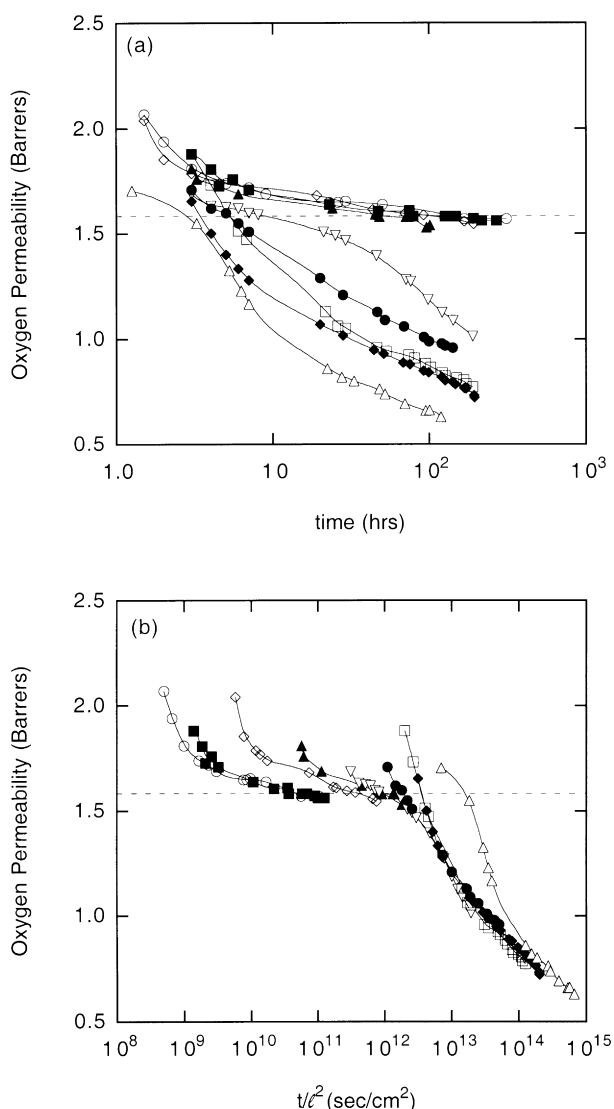 (a)
Oxygen Permeability (Barrers)
2.5
2.0
1.5
1.0
0.5
1.0 10 10² 10³
time (hrs)
(b)
Oxygen Permeability (Barrers)
2.5
2.0
1.5
1.0
0.5
10⁸ 10⁹ 10¹⁰ 10¹¹ 10¹² 10¹³ 10¹⁴ 10¹⁵
t/ℓ² (sec/cm²)